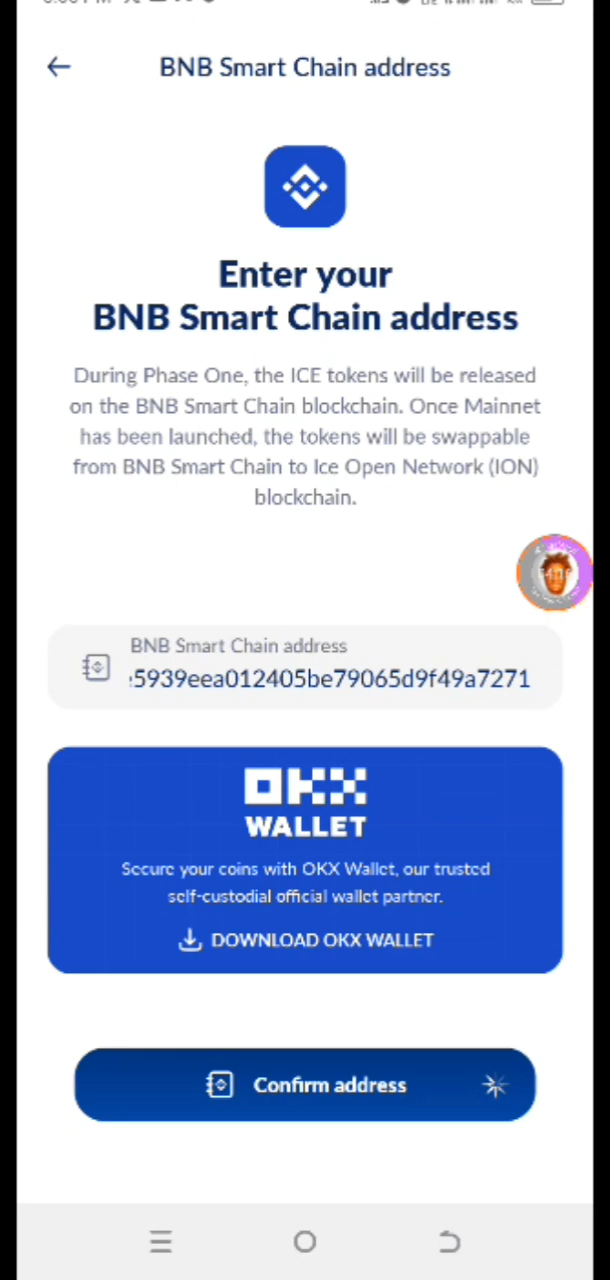 BNB Smart Chain address
Enter your
BNB Smart Chain address
During Phase One, the ICE tokens will be released
on the BNB Smart Chain blockchain. Once Mainnet
has been launched, the tokens will be swappable
from BNB Smart Chain to Ice Open Network (ION)
blockchain.
BNB Smart Chain address
5939eea012405be79065d9f49a7271
OKX
WALLET
Secure your coins with OKX Wallet, our trusted
self-custodial official wallet partner.
DOWNLOAD OKX WALLET
Confirm address